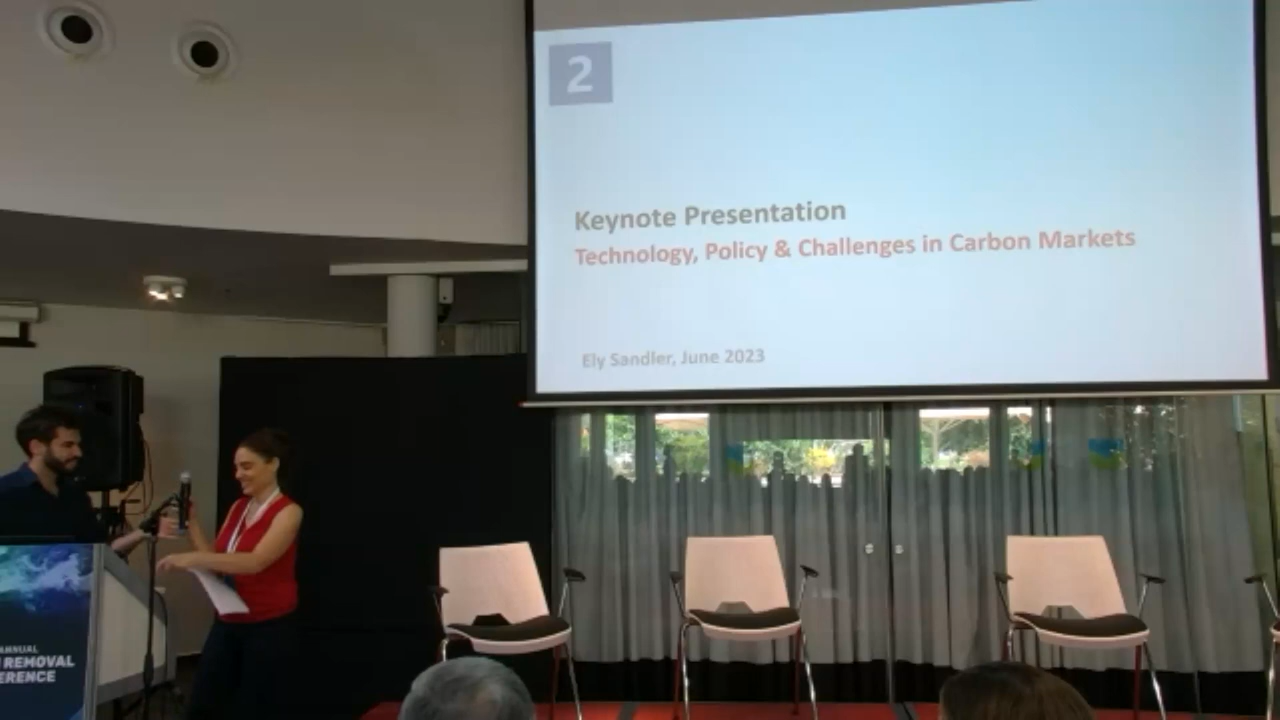 2
Keynote Presentation
Technology, Policy & Challenges in Carbon Markets
Ely Sandler, June 2023
ANNUAL
REMOVAL
ERENCE